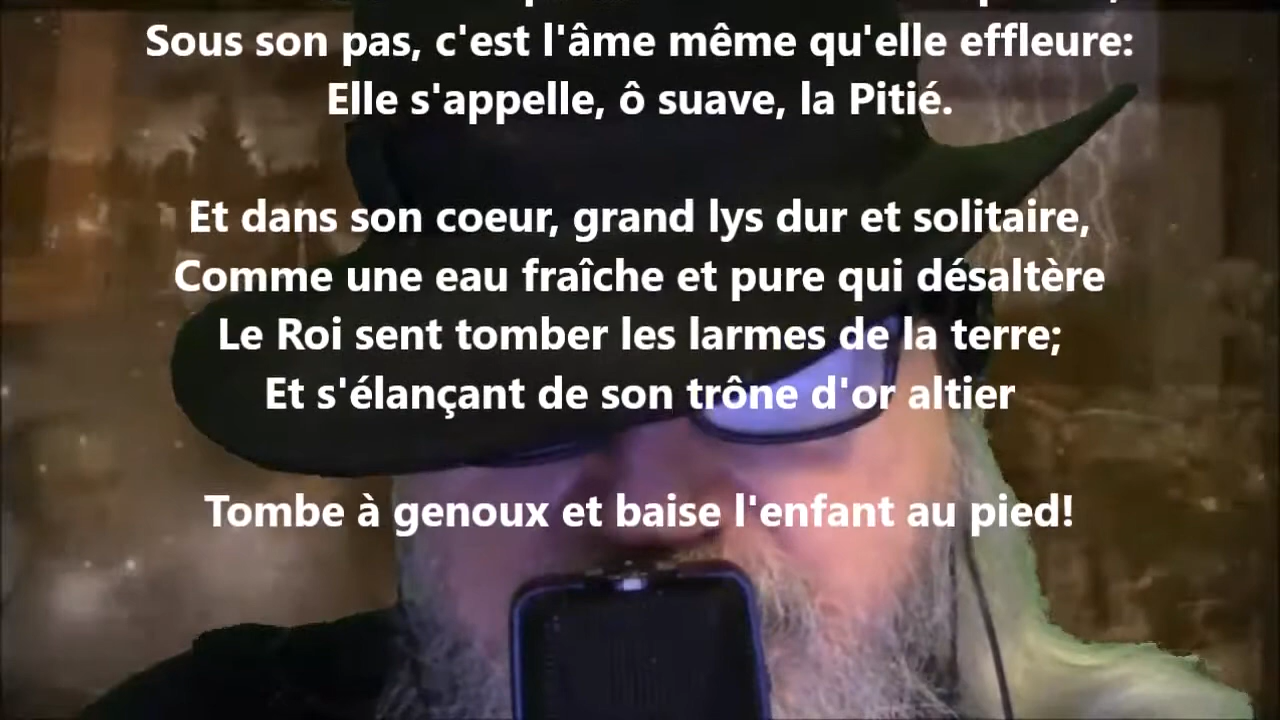 Sous son pas, c'est l'âme même qu'elle effleure:
Elle s'appelle, ô suave, la Pitié.
Et dans son coeur, grand lys dur et solitaire,
Comme une eau fraîche et pure qui désaltère
Le Roi sent tomber les larmes de la terre;
Et s'élançant de son trône d'or altier
Tombe à genoux et baise l'enfant au pied!